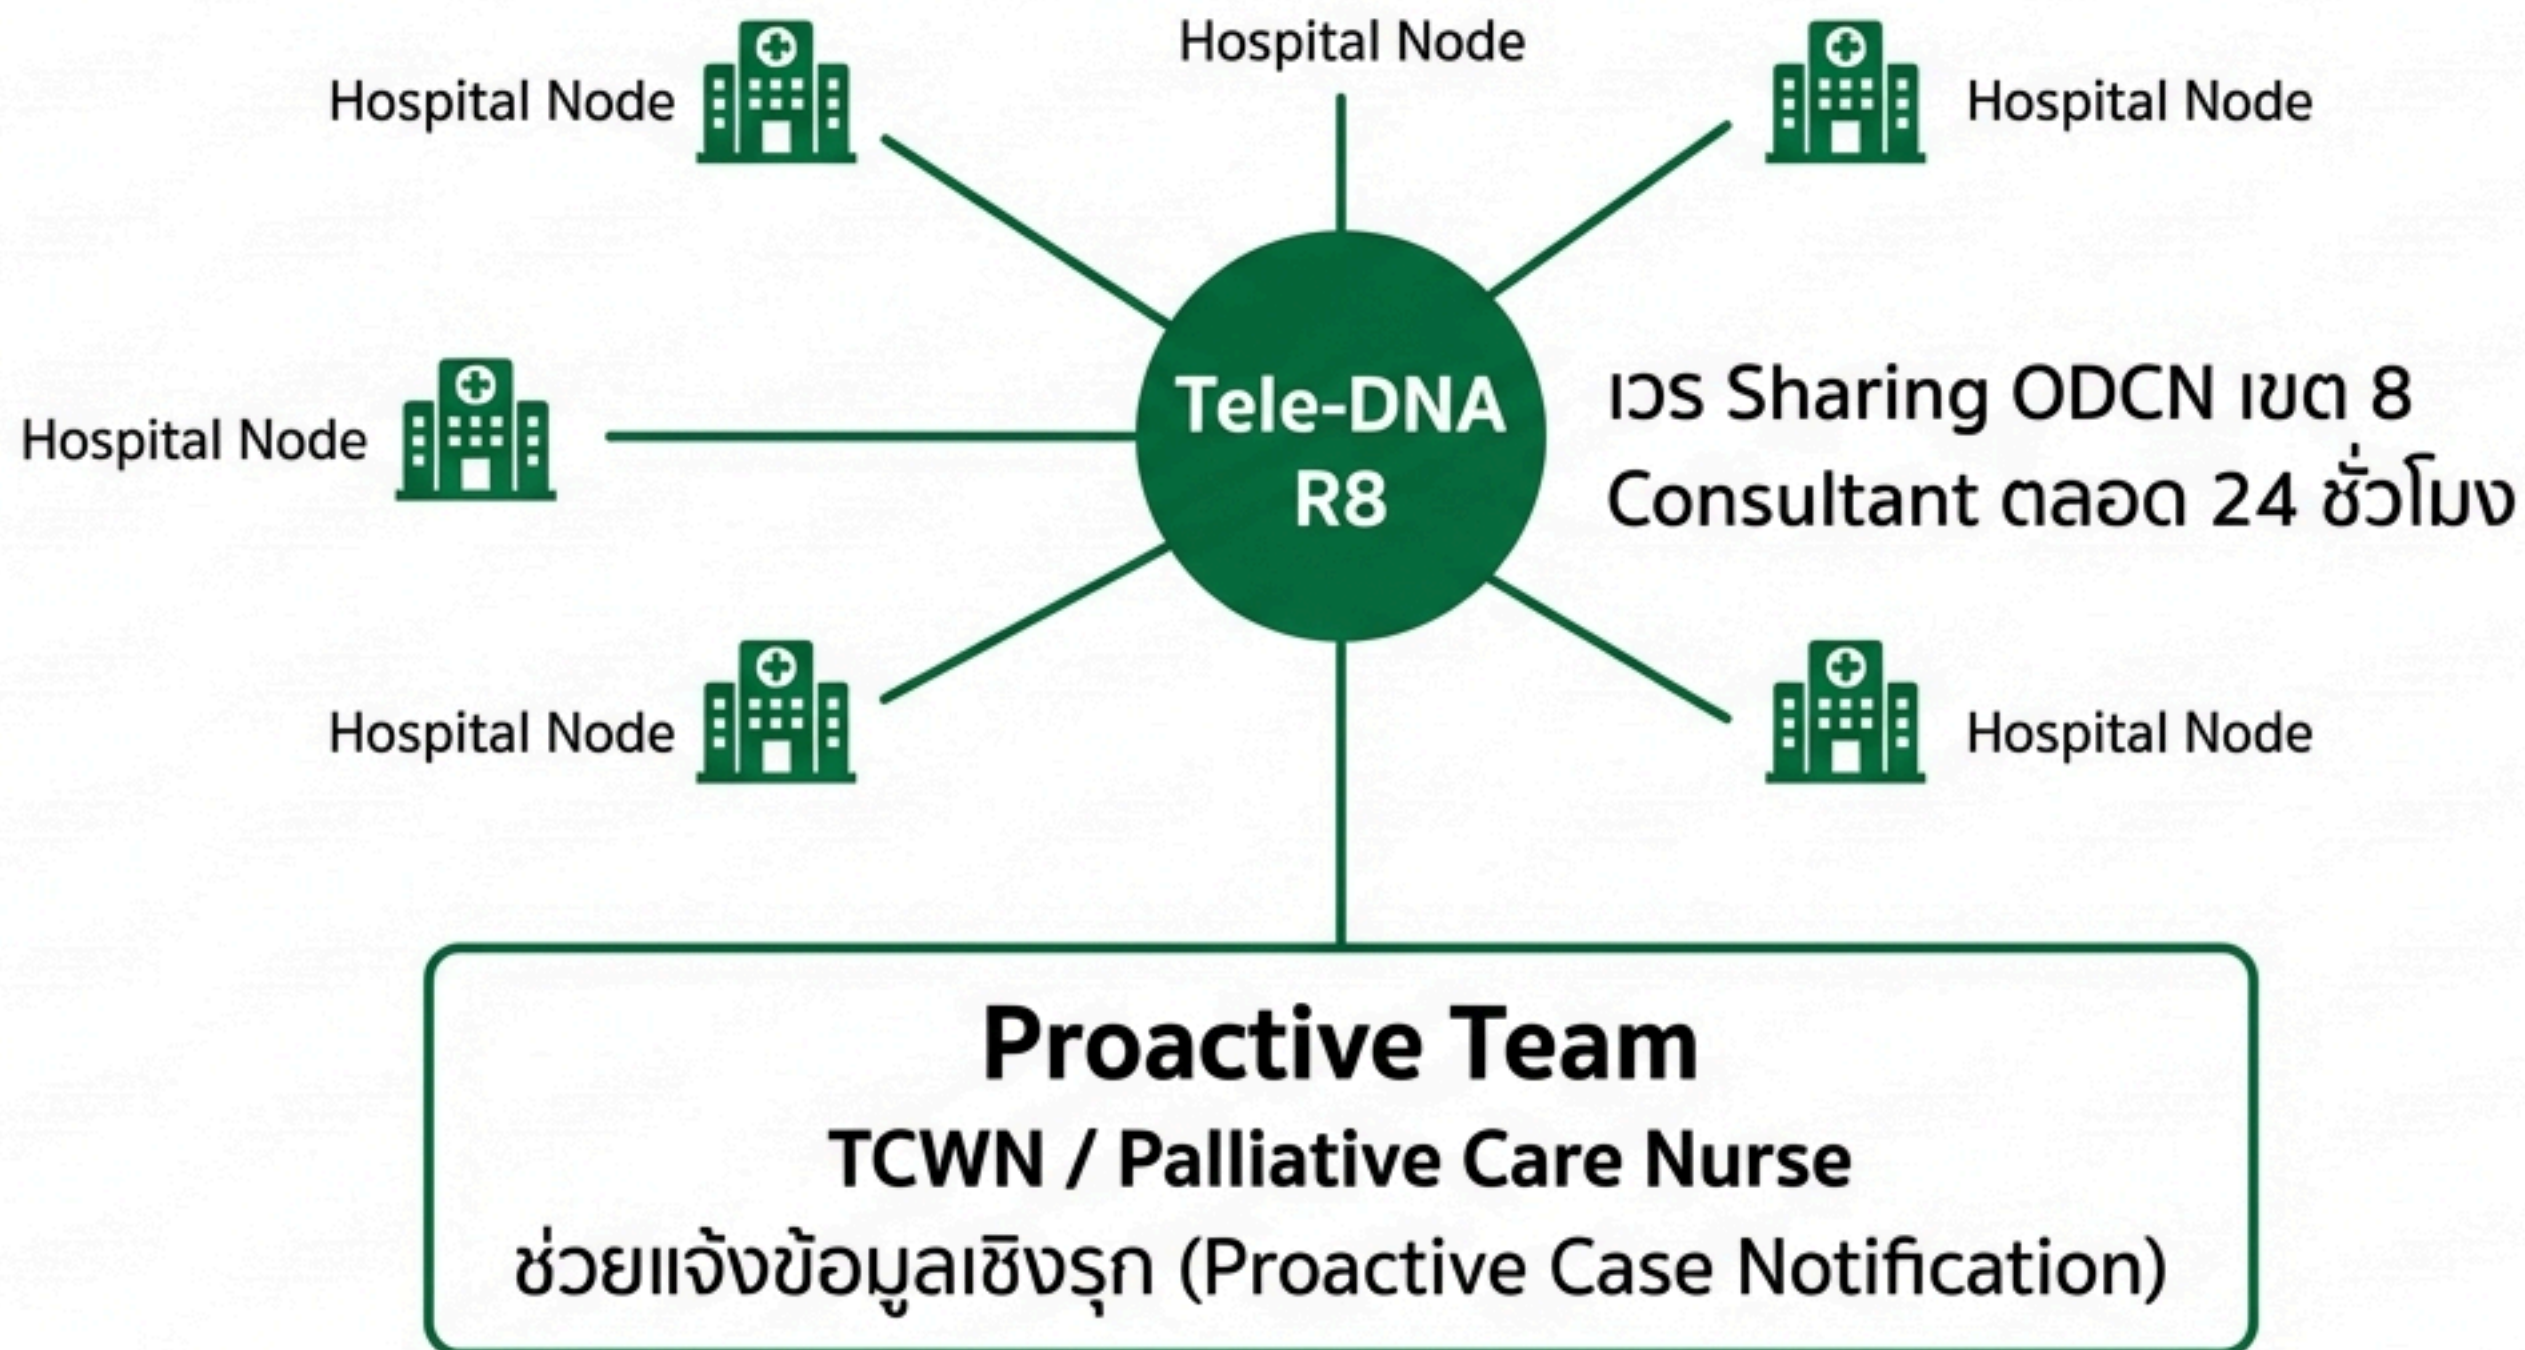 Hospital Node
Hospital Node
Hospital Node
Hospital Node
Tele-DNA
R8
เวร Sharing ODCN เขต 8
Consultant ตลอด 24 ชั่วโมง
Hospital Node
Hospital Node
Proactive Team
TCWN / Palliative Care Nurse
ช่วยแจ้งข้อมูลเชิงรุก (Proactive Case Notification)